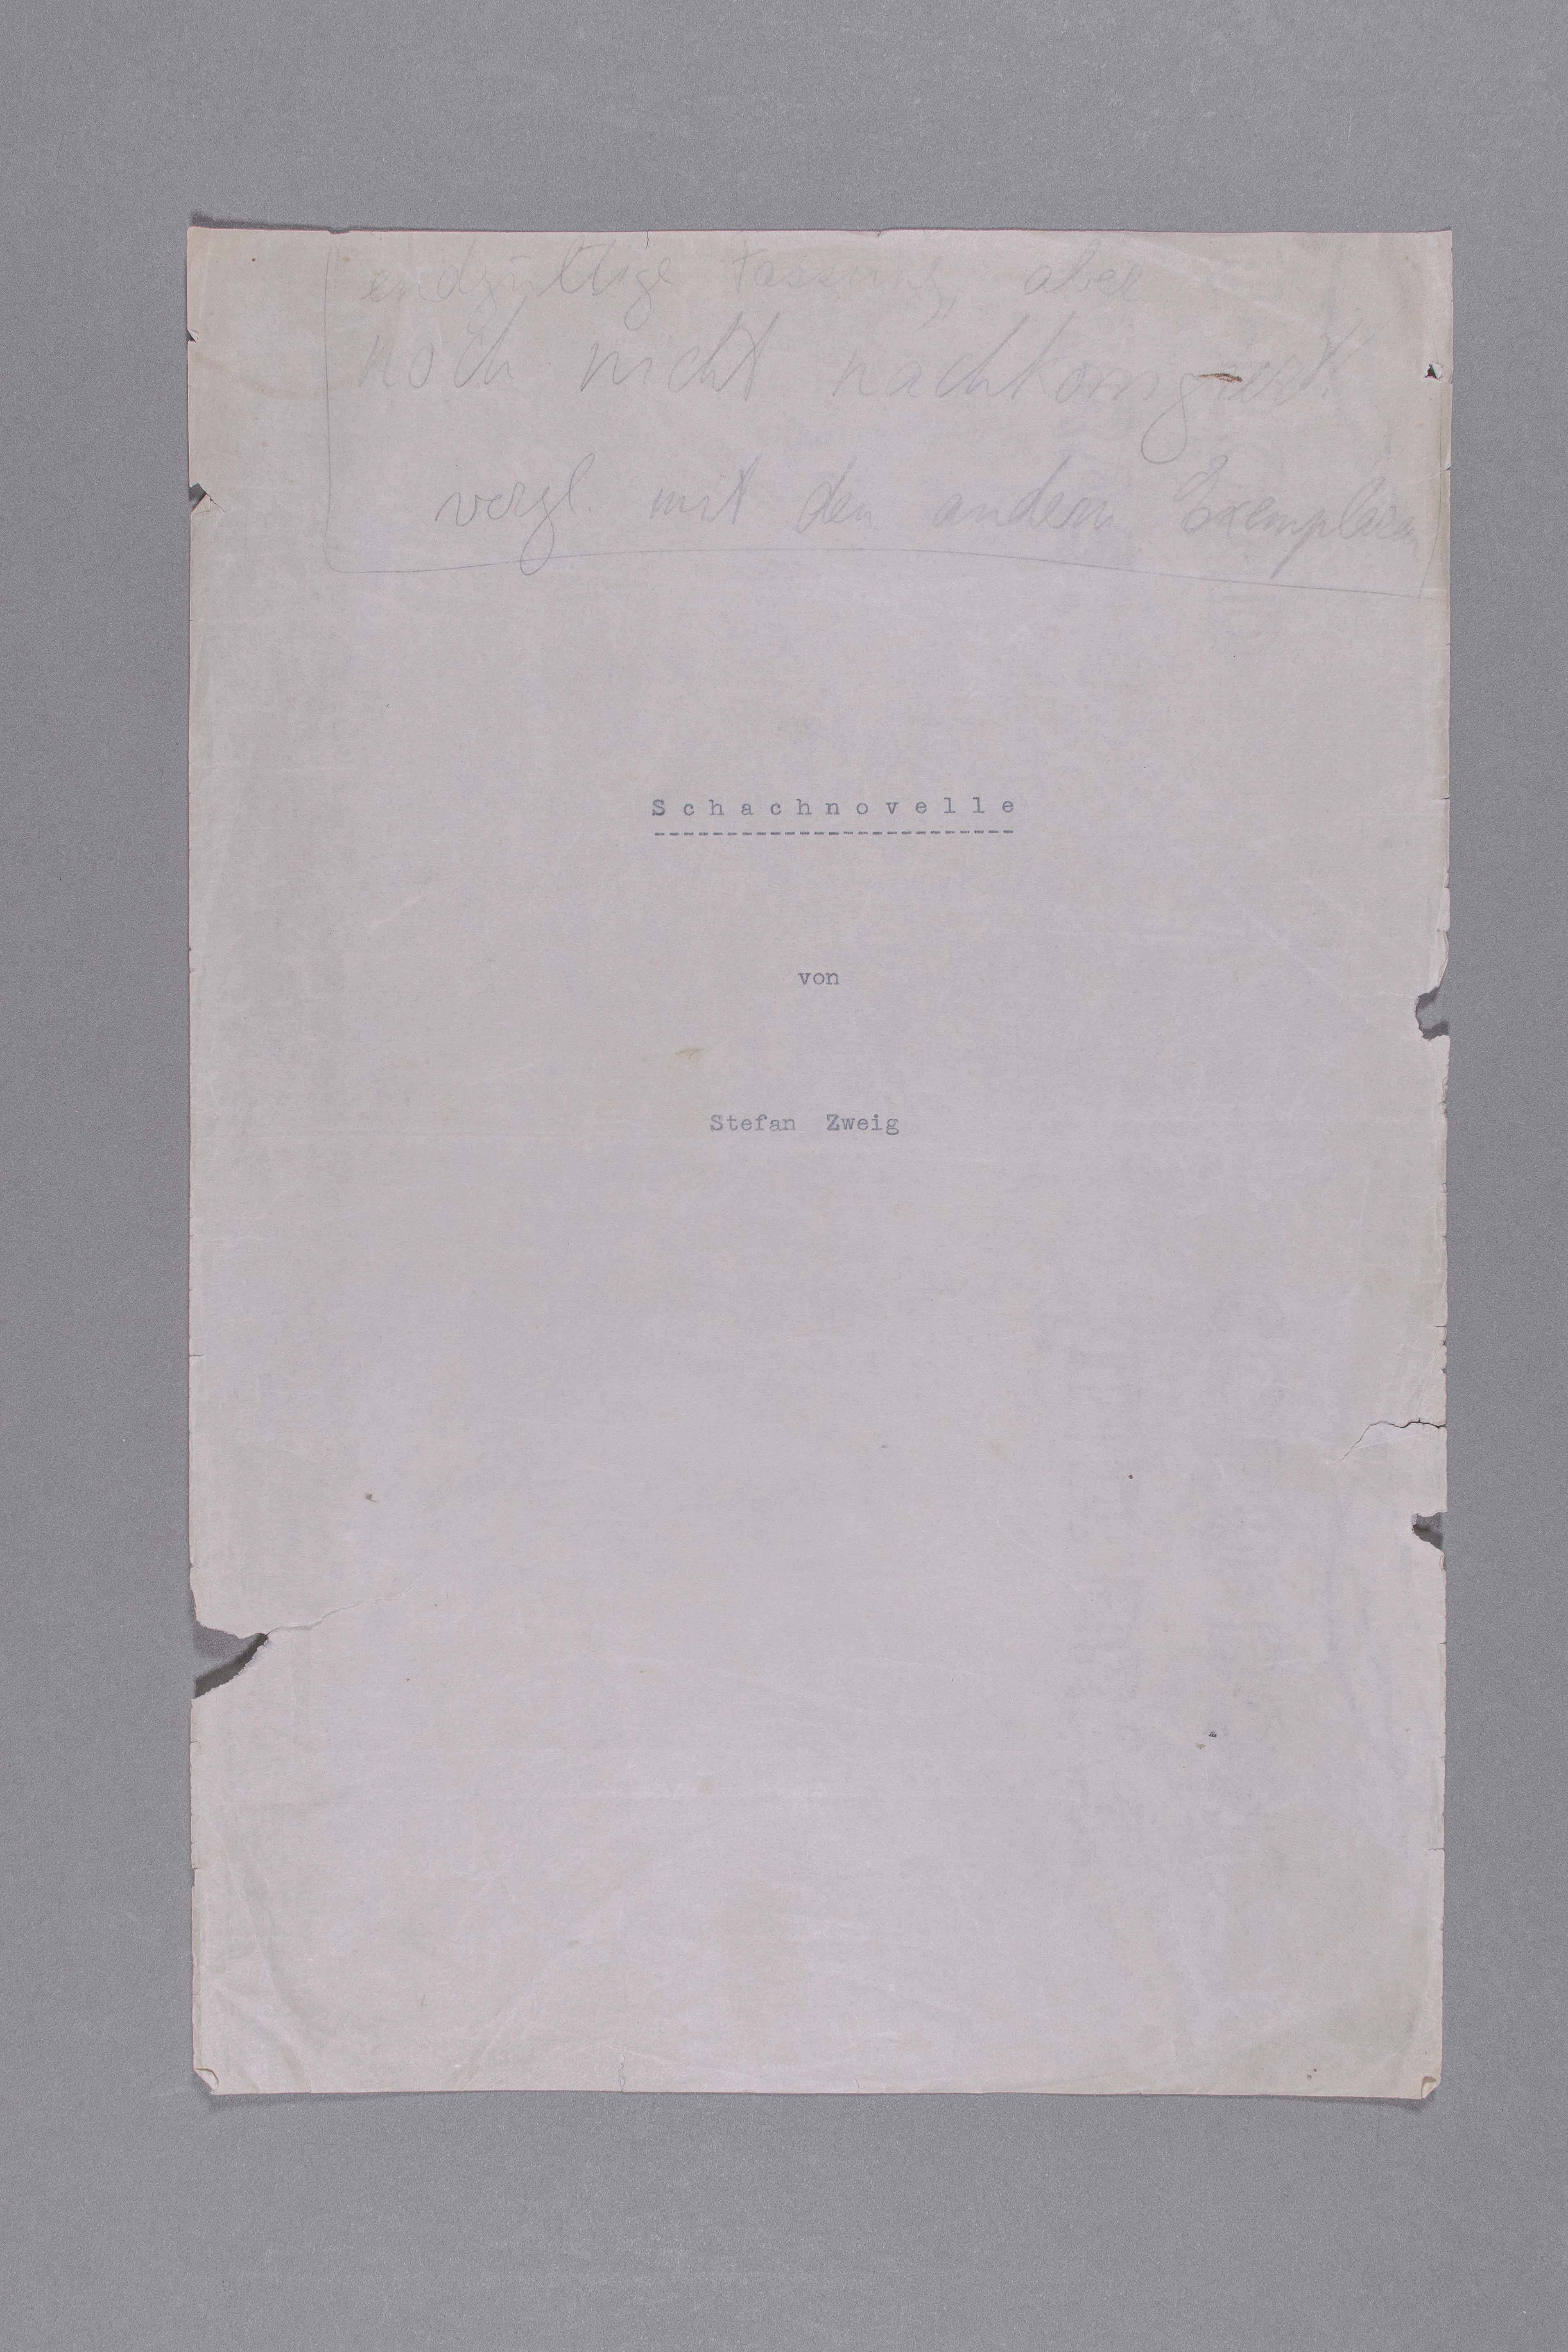 endgültige Fassung, aber
noch nicht nachkorrigiert
vergl. mit den andern Exemplaren
Schachnovelle
von
Stefan Zweig